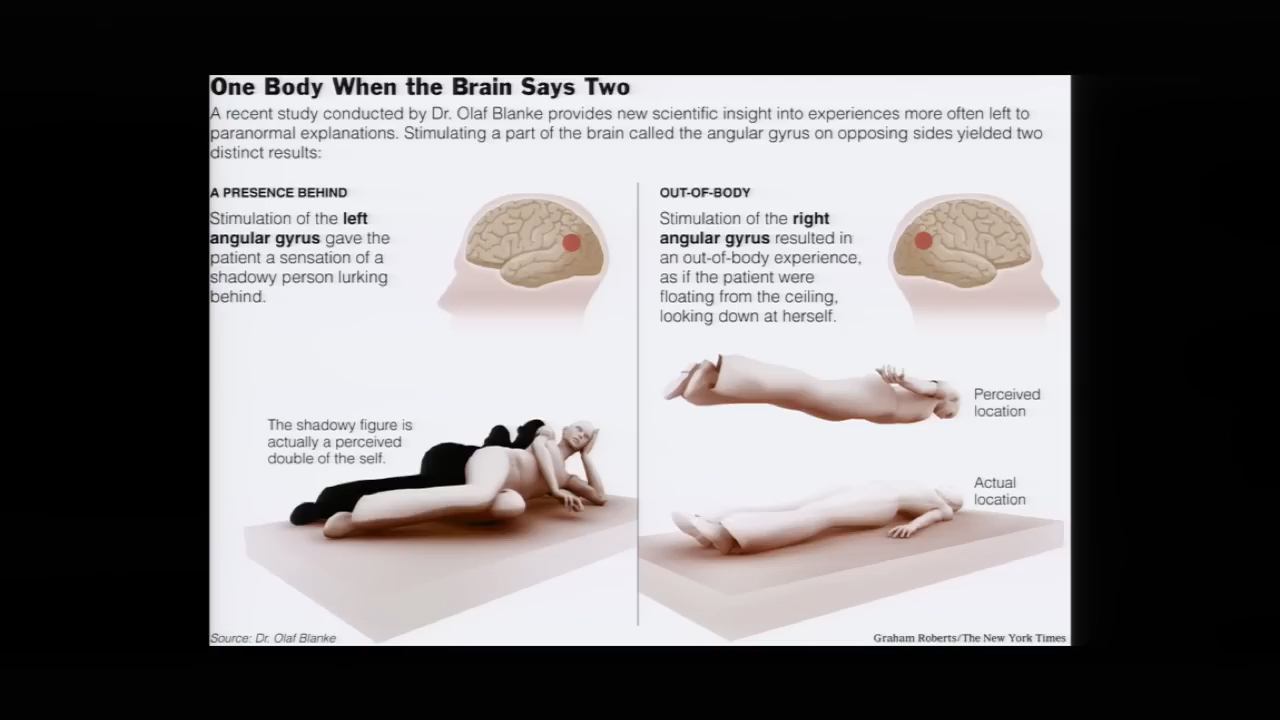 One Body When the Brain Says Two
A recent study conducted by Dr. Olaf Blanke provides new scientific insight into experiences more often left to
paranormal explanations. Stimulating a part of the brain called the angular gyrus on opposing sides yielded two
distinct results:
A PRESENCE BEHIND
Stimulation of the left
angular gyrus gave the
patient a sensation of a
shadowy person lurking
behind.
The shadowy figure is
actually a perceived
double of the self.
Source: Dr. Olaf Blanke
OUT-OF-BODY
Stimulation of the right
angular gyrus resulted in
an out-of-body experience,
as if the patient were
floating from the ceiling,
looking down at herself.
Perceived
location
Actual
location
Graham Roberts/The New York Times